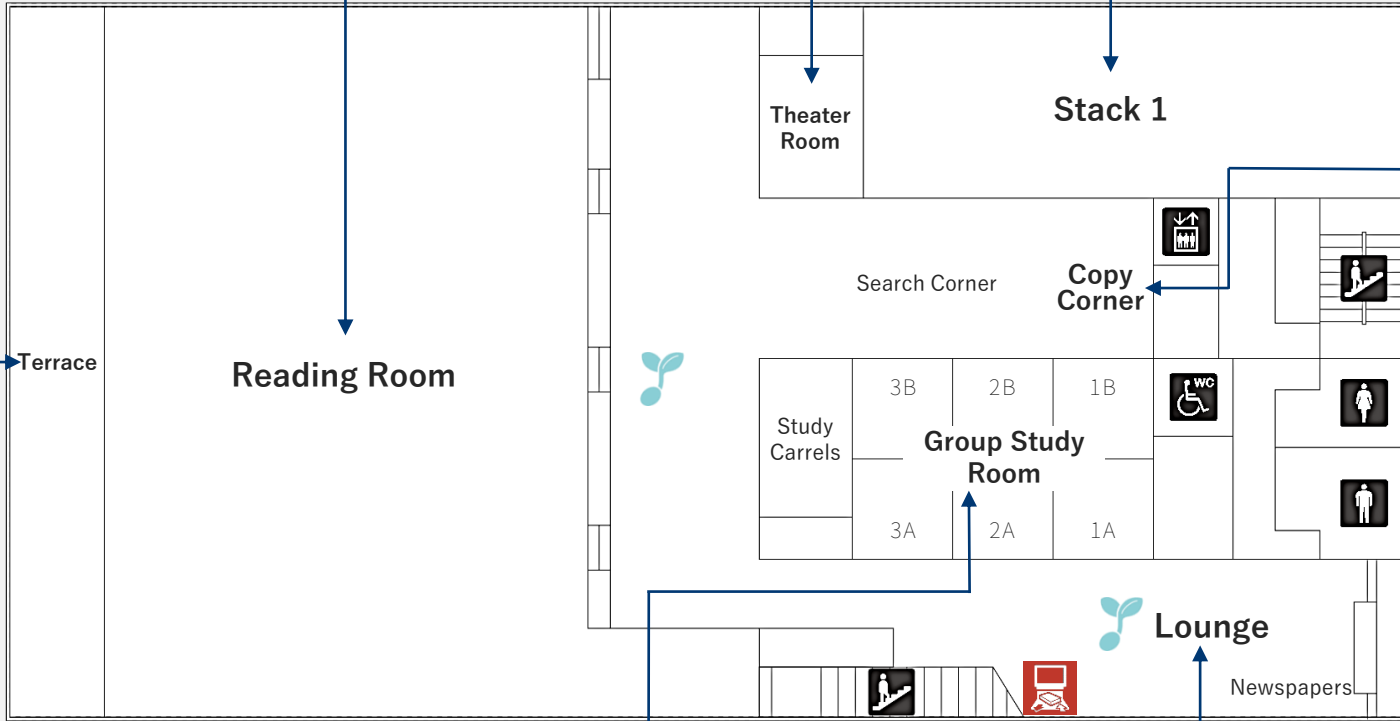 Theater
Room
Stack 1
Search Corner
Copy
Corner
Terrace
Reading Room
3B
2B
1B
WC
Study
Carrels
Group Study
Room
3A
2A
1A
Lounge
Newspapers